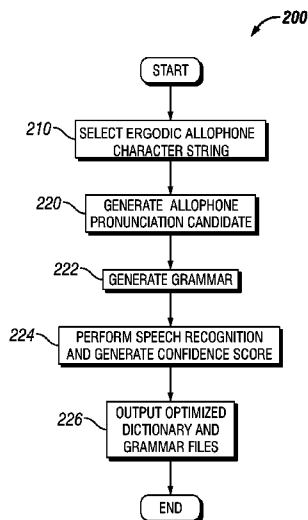 200
START
210
SELECT ERGODIC ALLOPHONE
CHARACTER STRING
220
GENERATE ALLOPHONE
PRONUNCIATION CANDIDATE
222
GENERATE GRAMMAR
224
PERFORM SPEECH RECOGNITION
AND GENERATE CONFIDENCE SCORE
226
OUTPUT OPTIMIZED
DICTIONARY AND
GRAMMAR FILES
END